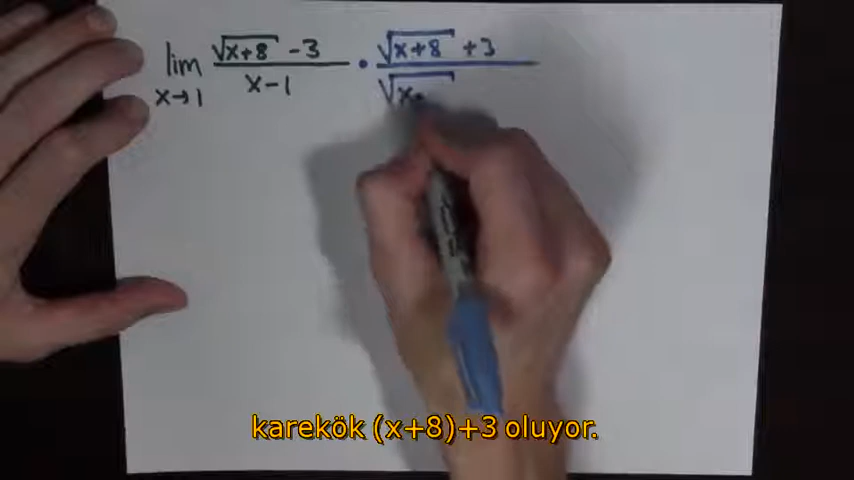 lim x→1 (√(x+8) - 3)/(x-1) • (√(x+8) + 3)/(√x+
karekök (x+8)+3 oluyor.